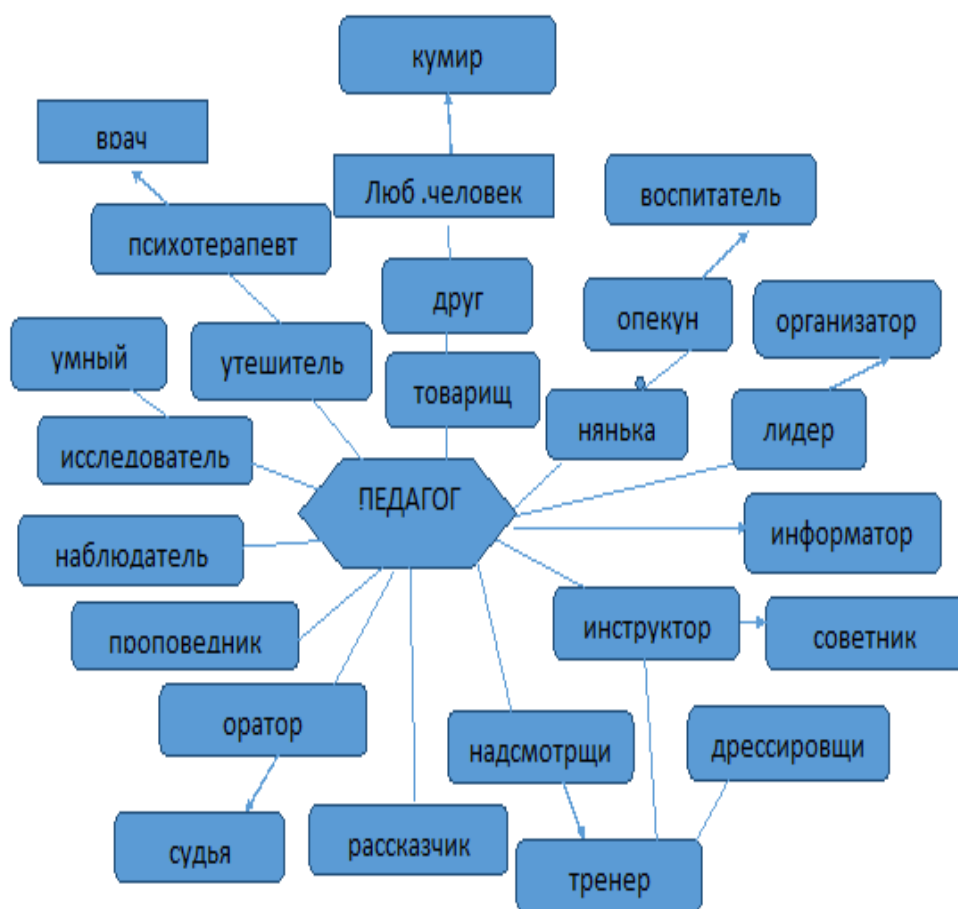 кумир
врач
Люб .человек
воспитатель
психотерапевт
друг
опекун
организатор
умный
утешитель
товарищ
нянька
лидер
исследователь
!ПЕДАГОГ
информатор
наблюдатель
проповедник
инструктор
советник
оратор
надсмотрщи
дрессировщи
судья
рассказчик
тренер